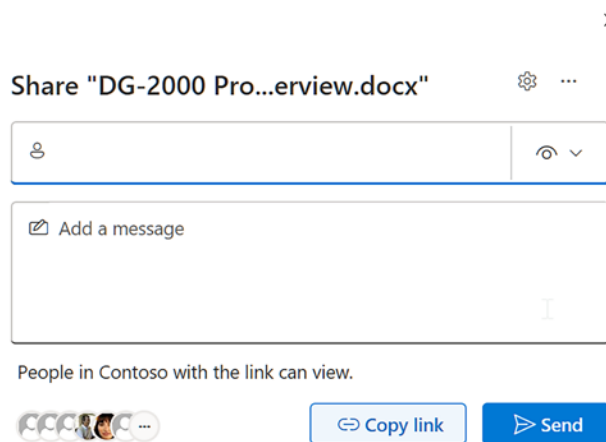 Share "DG-2000 Pro...erview.docx"
Add a message
People in Contoso with the link can view.
Copy link
Send